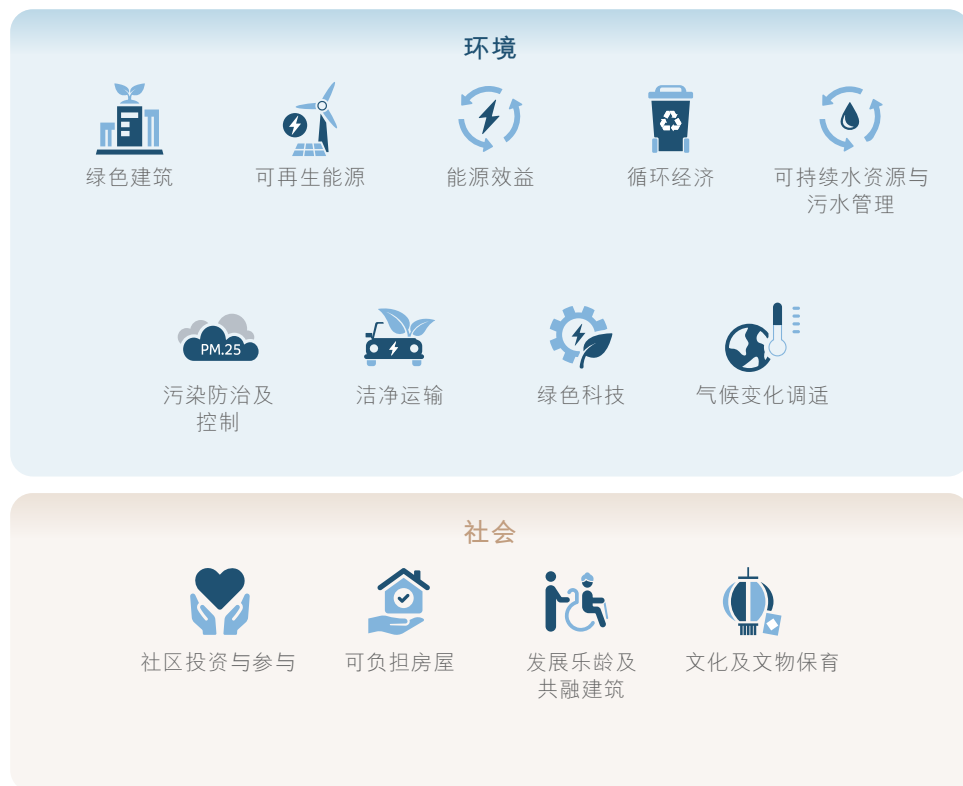 环境
绿色建筑
可再生能源
能源效益
循环经济
可持续水资源与
污水管理
PM.25
污染防治及
控制
洁净运输
绿色科技
气候变化调适
社会
社区投资与参与
可负担房屋
发展乐龄及
共融建筑
文化及文物保育